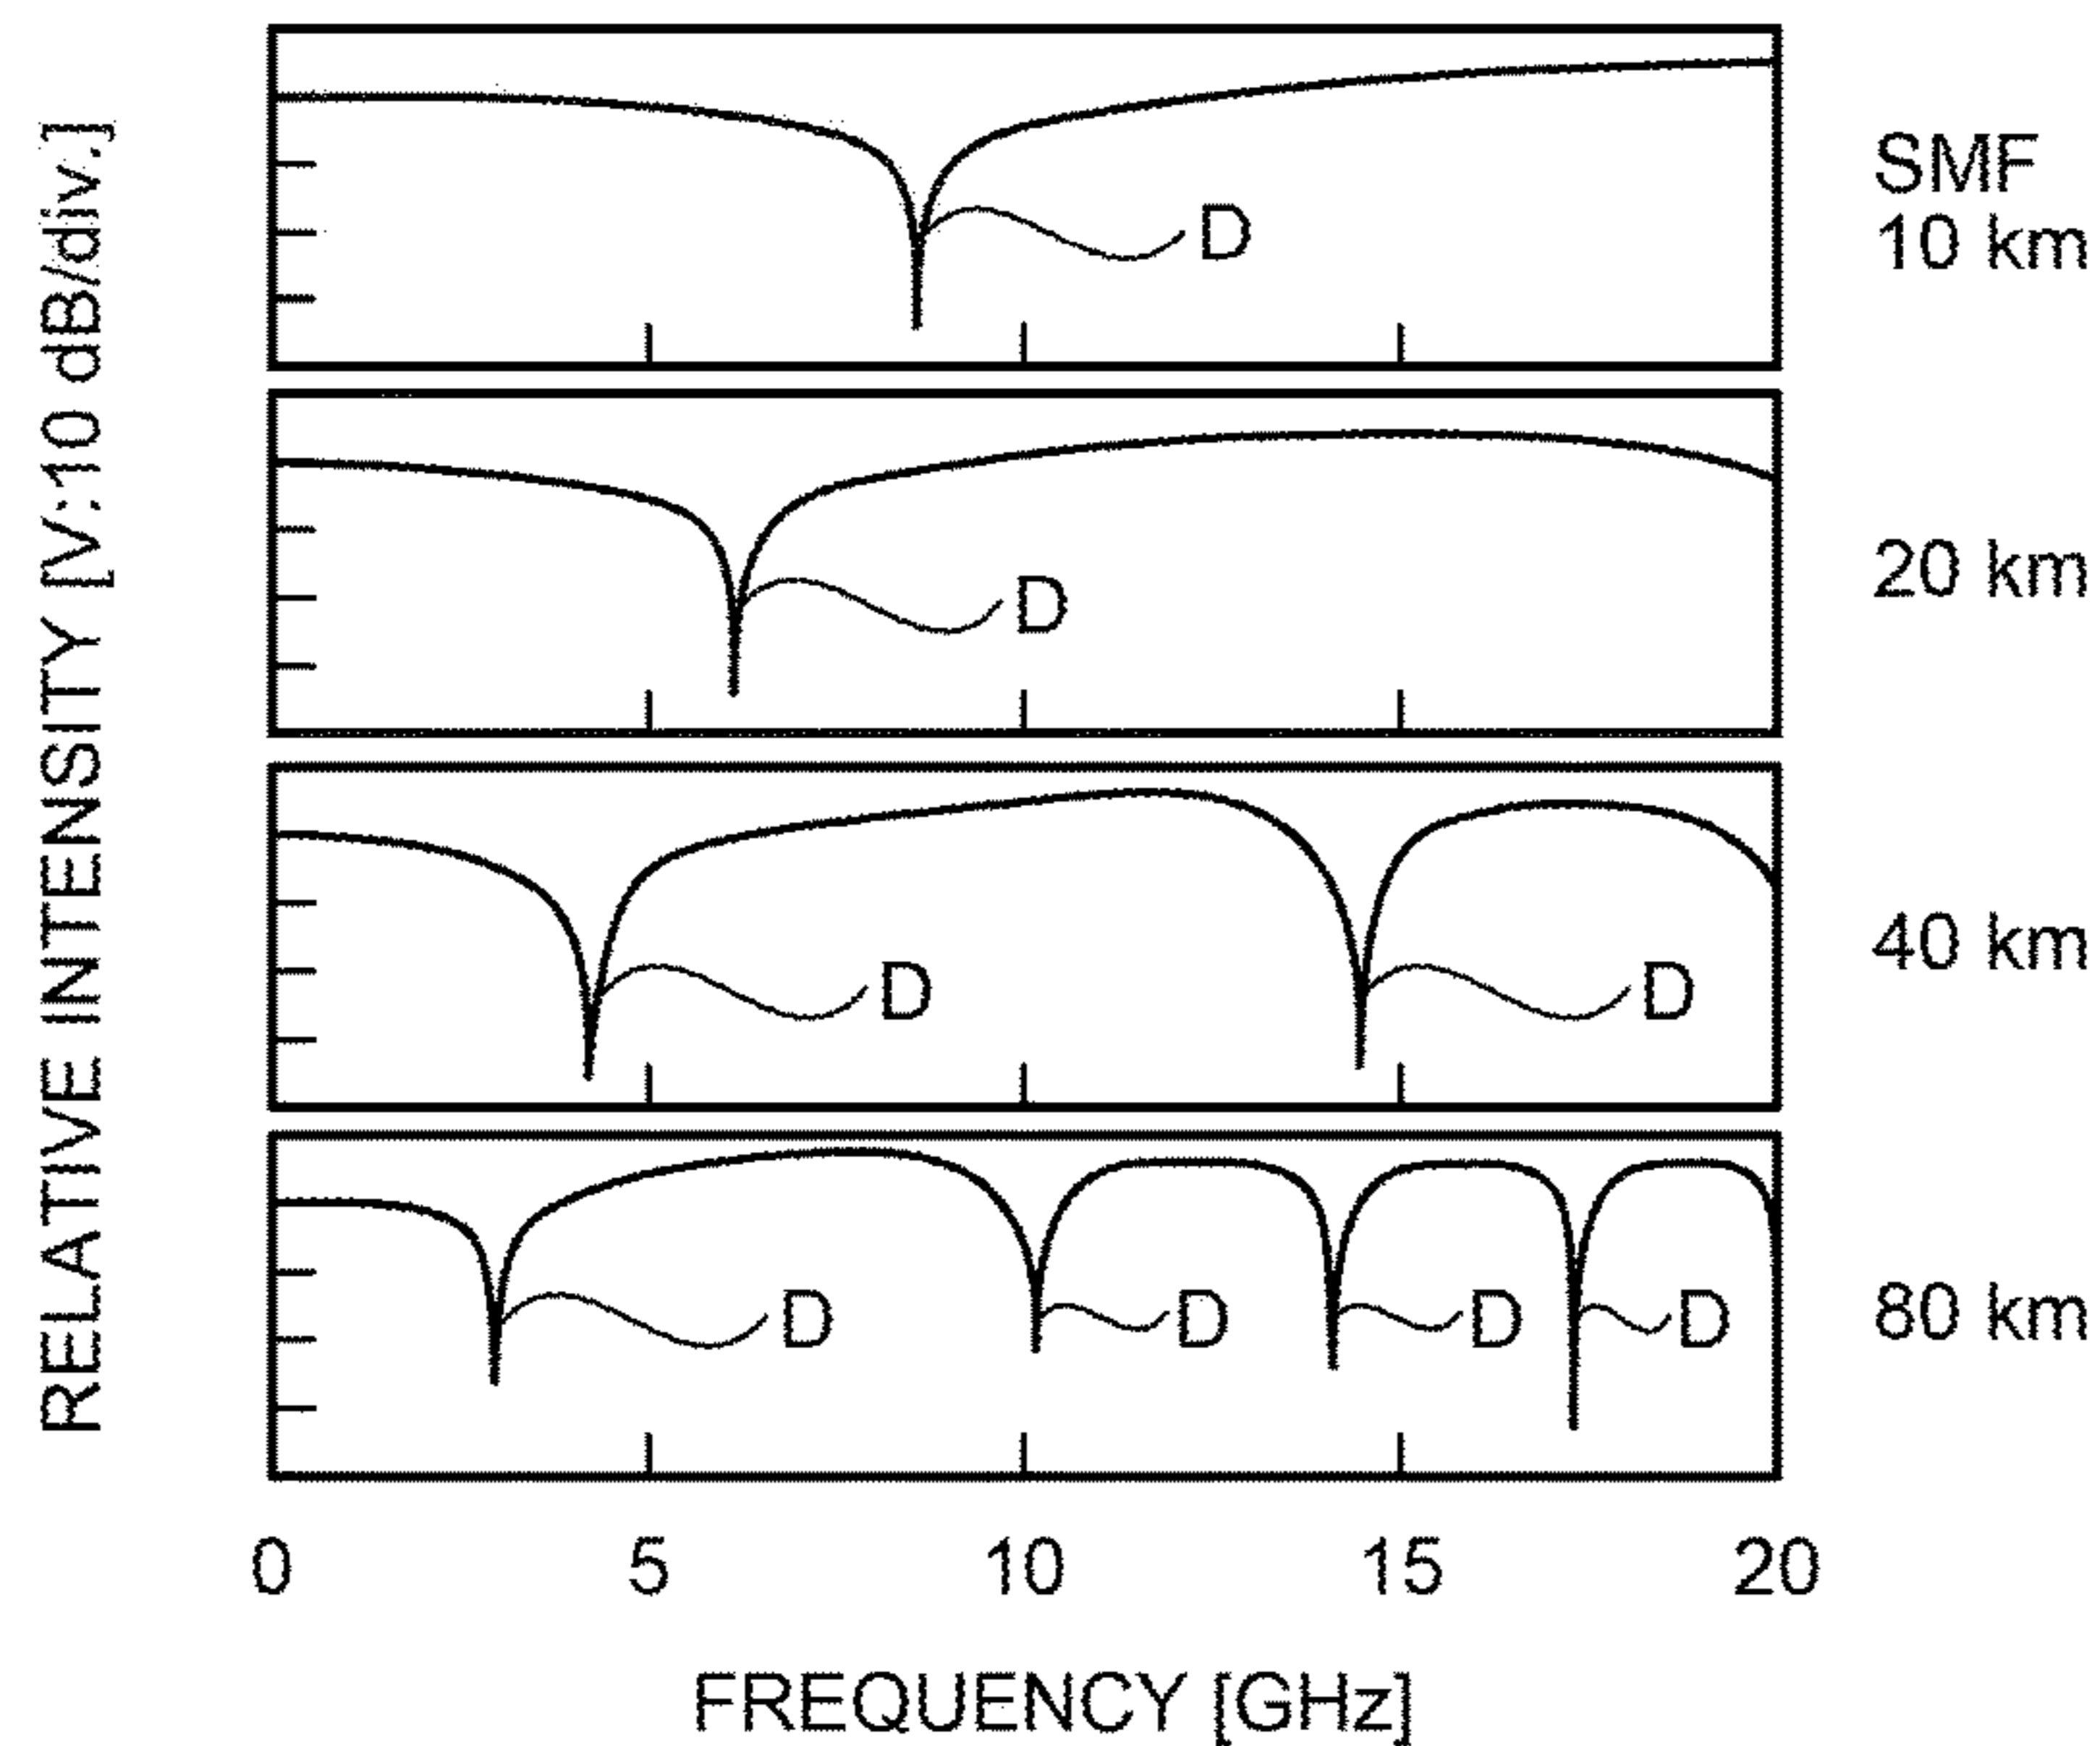 RELATIVE INTENSITY [V:10 dB/div.]
SMF
10 km
D
20 km
D
40 km
D D
80 km
D D D D
0 5 10 15 20
FREQUENCY [GHz]